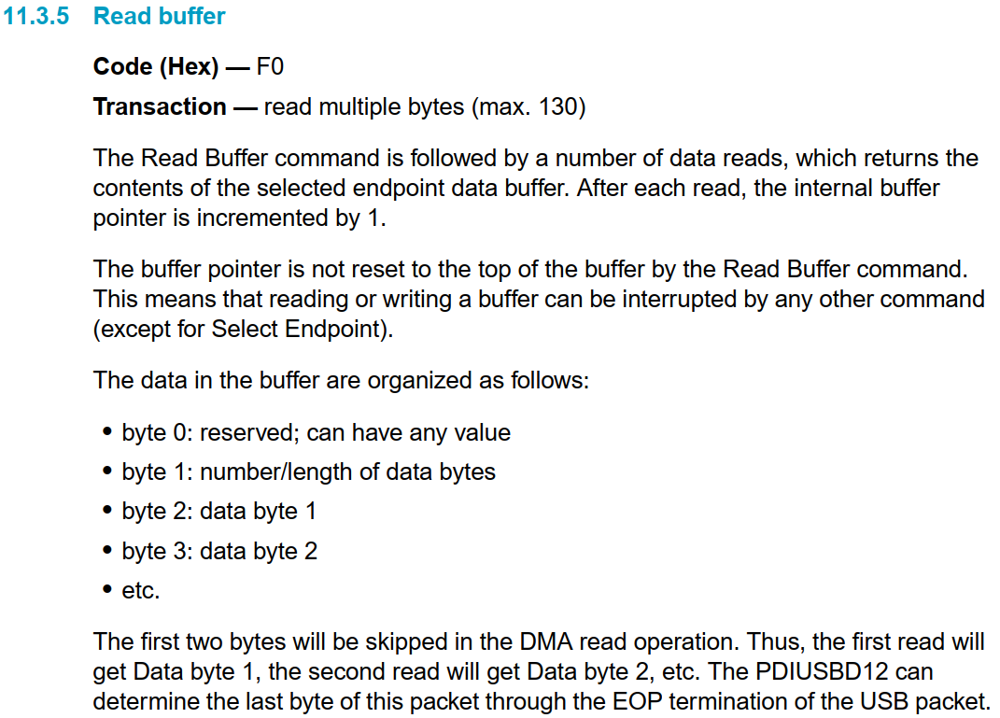 11.3.5 Read buffer
Code (Hex) — F0
Transaction — read multiple bytes (max. 130)
The Read Buffer command is followed by a number of data reads, which returns the
contents of the selected endpoint data buffer. After each read, the internal buffer
pointer is incremented by 1.
The buffer pointer is not reset to the top of the buffer by the Read Buffer command.
This means that reading or writing a buffer can be interrupted by any other command
(except for Select Endpoint).
The data in the buffer are organized as follows:
• byte 0: reserved; can have any value
• byte 1: number/length of data bytes
• byte 2: data byte 1
• byte 3: data byte 2
• etc.
The first two bytes will be skipped in the DMA read operation. Thus, the first read will
get Data byte 1, the second read will get Data byte 2, etc. The PDIUSBD12 can
determine the last byte of this packet through the EOP termination of the USB packet.